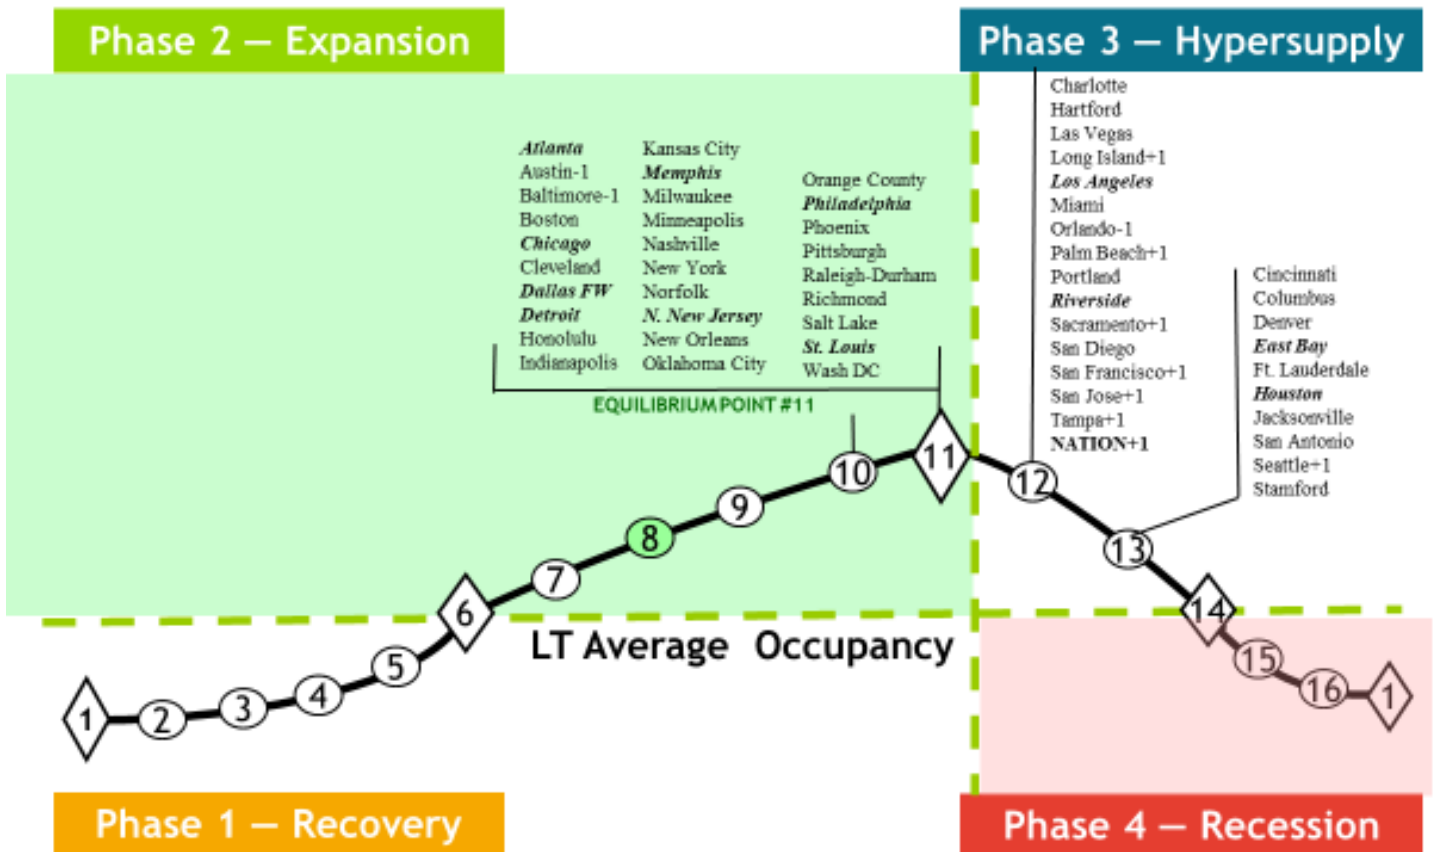 Phase 2 — Expansion
Phase 3 — Hypersupply
Atlanta
Austin-1
Baltimore-1
Boston
Chicago
Cleveland
Dallas FW
Detroit
Honolulu
Indianapolis
Kansas City
Memphis
Milwaukee
Minneapolis
Nashville
New York
Norfolk
N. New Jersey
New Orleans
Oklahoma City
Orange County
Philadelphia
Phoenix
Pittsburgh
Raleigh-Durham
Richmond
Salt Lake
St. Louis
Wash DC
EQUILIBRIUM POINT #11
Charlotte
Hartford
Las Vegas
Long Island+1
Los Angeles
Miami
Orlando-1
Palm Beach+1
Portland
Riverside
Sacramento+1
San Diego
San Francisco+1
San Jose+1
Tampa+1
NATION+1
Cincinnati
Columbus
Denver
East Bay
Ft. Lauderdale
Houston
Jacksonville
San Antonio
Seattle+1
Stamford
1
2
3
4
5
6
7
8
9
10
11
12
13
14
15
16
1
LT Average Occupancy
Phase 1 — Recovery
Phase 4 — Recession